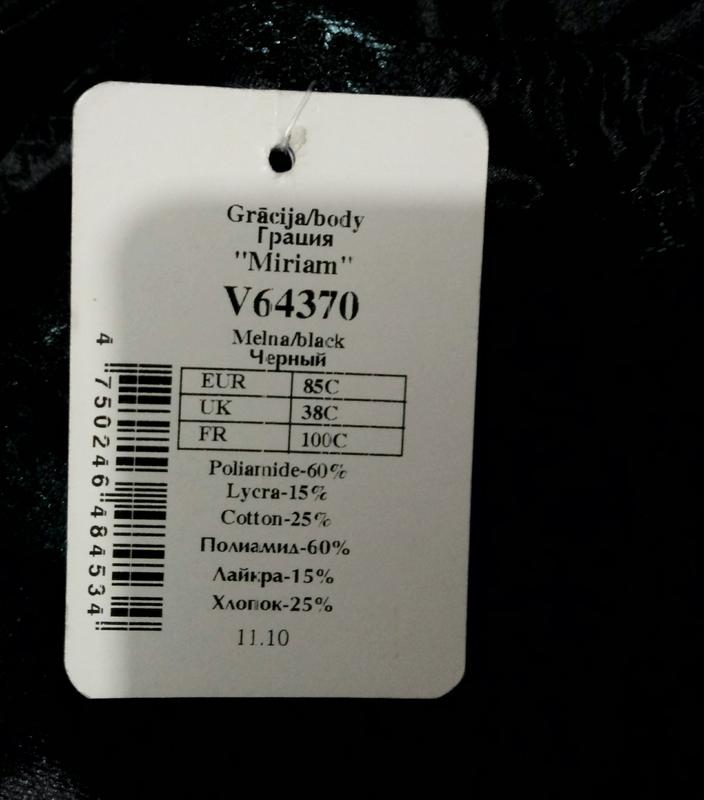 Grācija/body
Грация
"Miriam"
V64370
Melna/black
Черный
EUR 85C
UK 38C
FR 100C
Poliamide-60%
Lycra-15%
Cotton-25%
Полиамид-60%
Лайкра-15%
Хлопок-25%
11.10
4 750246 484534